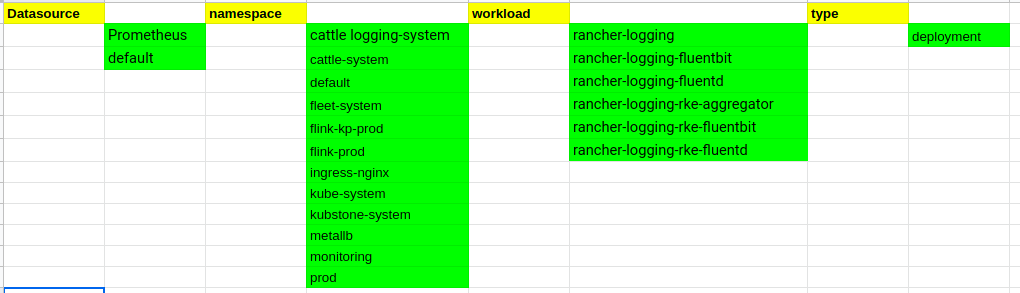 Datasource namespace workload type
Prometheus cattle logging-system rancher-logging deployment
default cattle-system rancher-logging-fluentbit
default rancher-logging-fluentd
fleet-system rancher-logging-rke-aggregator
flink-kp-prod rancher-logging-rke-fluentbit
flink-prod rancher-logging-rke-fluentd
ingress-nginx
kube-system
kubstone-system
metallb
monitoring
prod